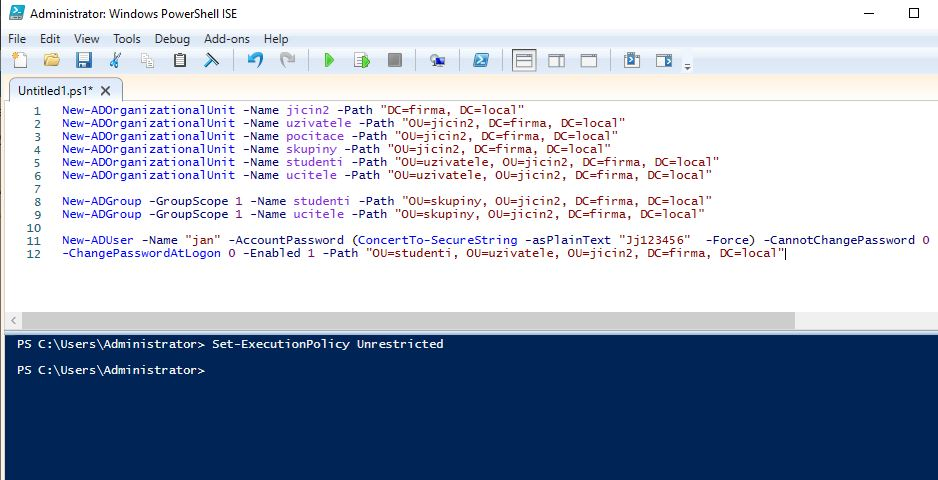 Administrator: Windows PowerShell ISE
File Edit View Tools Debug Add-ons Help
Untitled1.ps1* X
1 New-ADOrganizationalUnit -Name jicin2 -Path "DC=firma, DC=local"
2 New-ADOrganizationalUnit -Name uzivatele -Path "OU=jicin2, DC=firma, DC=local"
3 New-ADOrganizationalUnit -Name pocitace -Path "OU=jicin2, DC=firma, DC=local"
4 New-ADOrganizationalUnit -Name skupiny -Path "OU=jicin2, DC=firma, DC=local"
5 New-ADOrganizationalUnit -Name studenti -Path "OU=uzivatele, OU=jicin2, DC=firma, DC=local"
6 New-ADOrganizationalUnit -Name ucitele -Path "OU=uzivatele, OU=jicin2, DC=firma, DC=local"
7
8 New-ADGroup -GroupScope 1 -Name studenti -Path "OU=skupiny, OU=jicin2, DC=firma, DC=local"
9 New-ADGroup -GroupScope 1 -Name ucitele -Path "OU=skupiny, OU=jicin2, DC=firma, DC=local"
10
11 New-ADUser -Name "jan" -AccountPassword (ConcertTo-SecureString -asPlainText "Jj123456" -Force) -CannotChangePassword 0
12 -ChangePasswordAtLogon 0 -Enabled 1 -Path "OU=studenti, OU=uzivatele, OU=jicin2, DC=firma, DC=local"
PS C:\Users\Administrator> Set-ExecutionPolicy Unrestricted
PS C:\Users\Administrator>